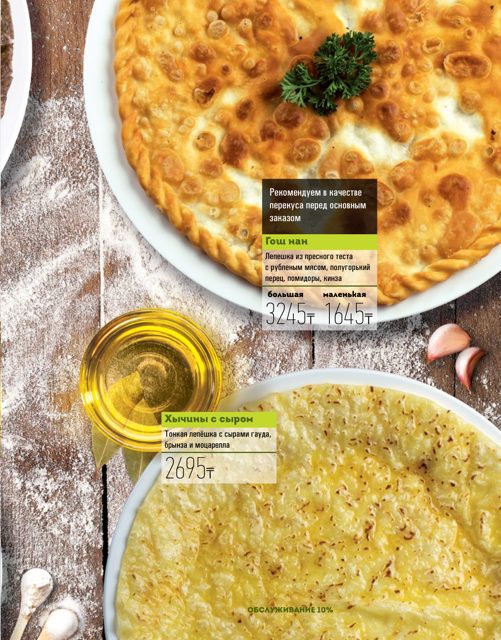 Рекомендуем в качестве
перекуса перед основным
заказом
Гош нан
Лепешка из пресного теста
с рубленым мясом, полугорький
перец, помидоры, кинза
большая маленькая
3245₸ 1645₸
Хычины с сыром
Тонкая лепёшка с сырами гауда,
брынза и моцарелла
2695₸
ОБСЛУЖИВАНИЕ 10%